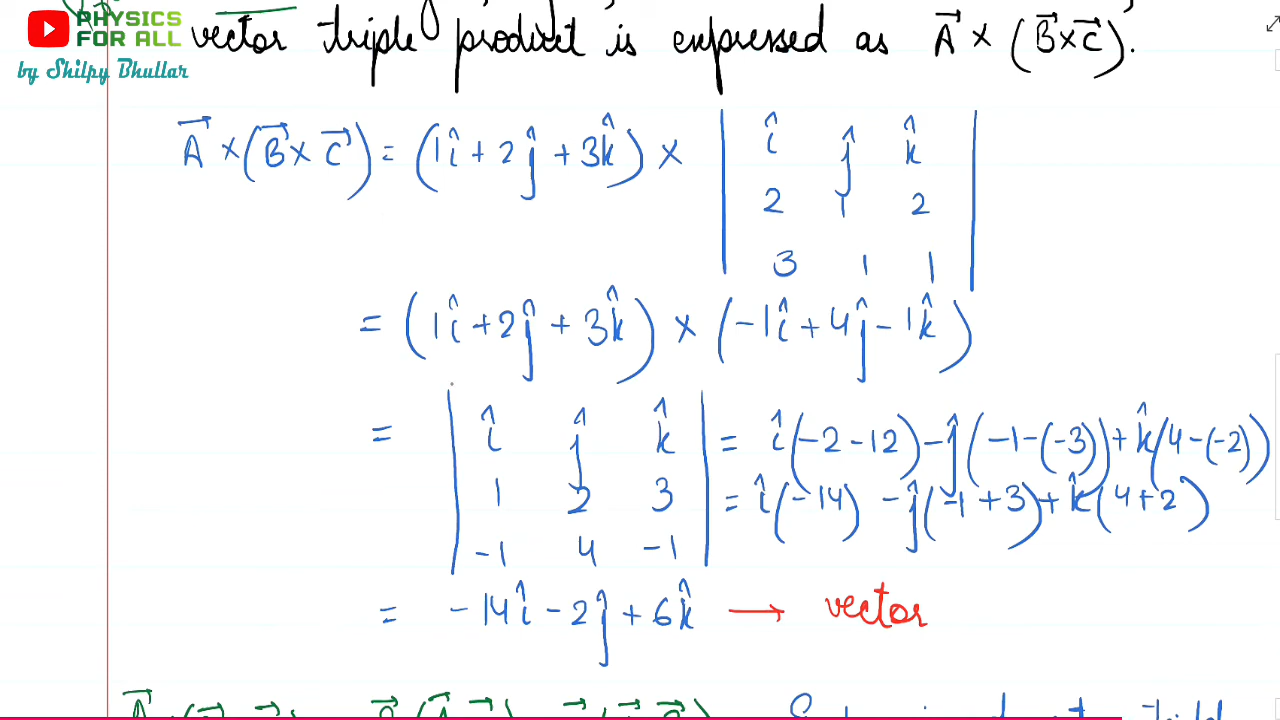 PHYSICS
FOR ALL
by Shilpy Bhullar
vector triple product is expressed as A⃗ × (B⃗ × C⃗).
A⃗ × (B⃗ × C⃗) = (1î + 2ĵ + 3k̂) × | î ĵ k̂ |
2 1 2
3 1 1
= (1î + 2ĵ + 3k̂) × (-1î + 4ĵ - 1k̂)
= | î ĵ k̂ | = î(-2-12) - ĵ(-1-(-3)) + k̂(4-(-2))
1 2 3 = î(-14) - ĵ(-1+3) + k̂(4+2)
-1 4 -1
= -14î - 2ĵ + 6k̂ → vector